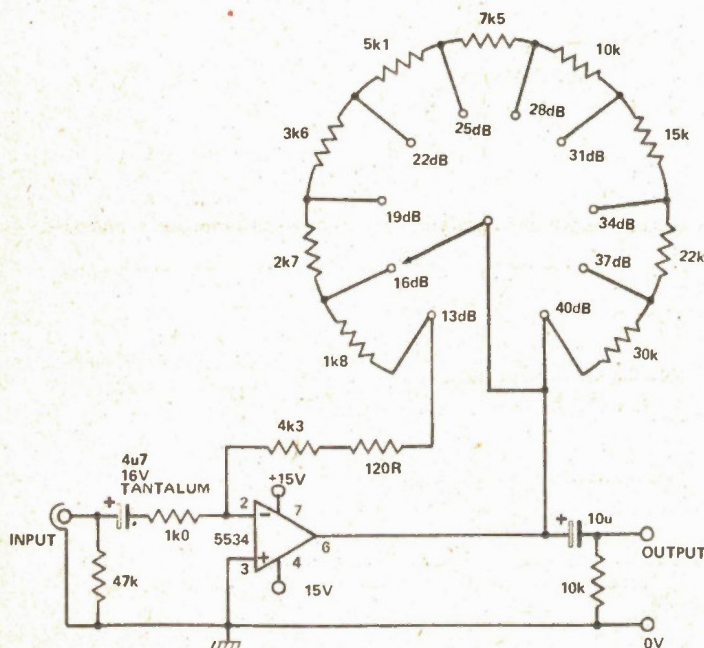 7k5
5k1
10k
25dB
28dB
3k6
22dB
31dB
15k
19dB
34dB
2k7
16dB
37dB
22k
13dB
40dB
1k8
30k
4k3
120R
4u7
16V
TANTALUM
+
+15V
7
INPUT
1k0
2
−
5534
+
3
4
6
15V
+
10u
OUTPUT
47k
10k
0V